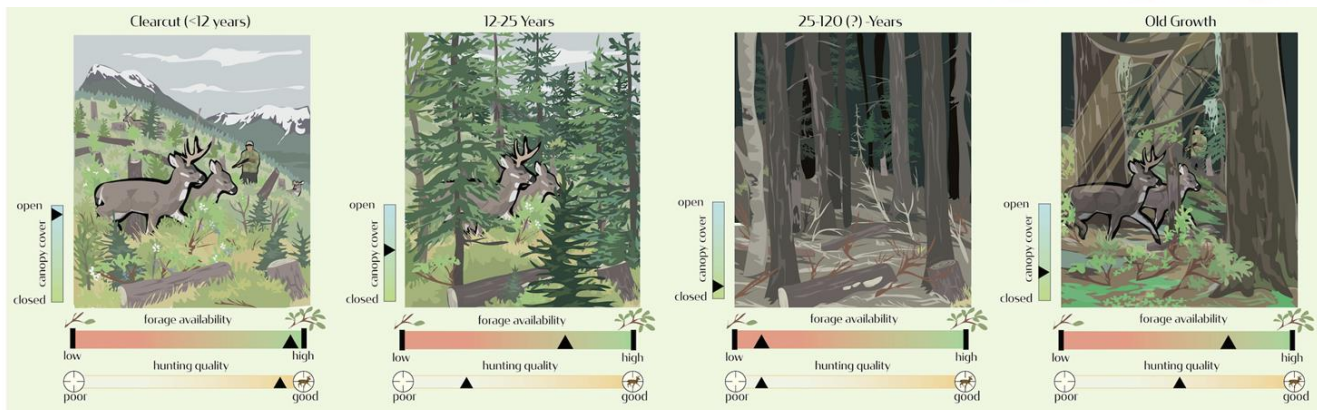 Clearcut (<12 years)
open
canopy cover
closed
forage availability
low
high
hunting quality
poor
good
12-25 Years
open
canopy cover
closed
forage availability
low
high
hunting quality
poor
good
25-120 (?) -Years
open
canopy cover
closed
forage availability
low
high
hunting quality
poor
good
Old Growth
open
canopy cover
closed
forage availability
low
high
hunting quality
poor
good